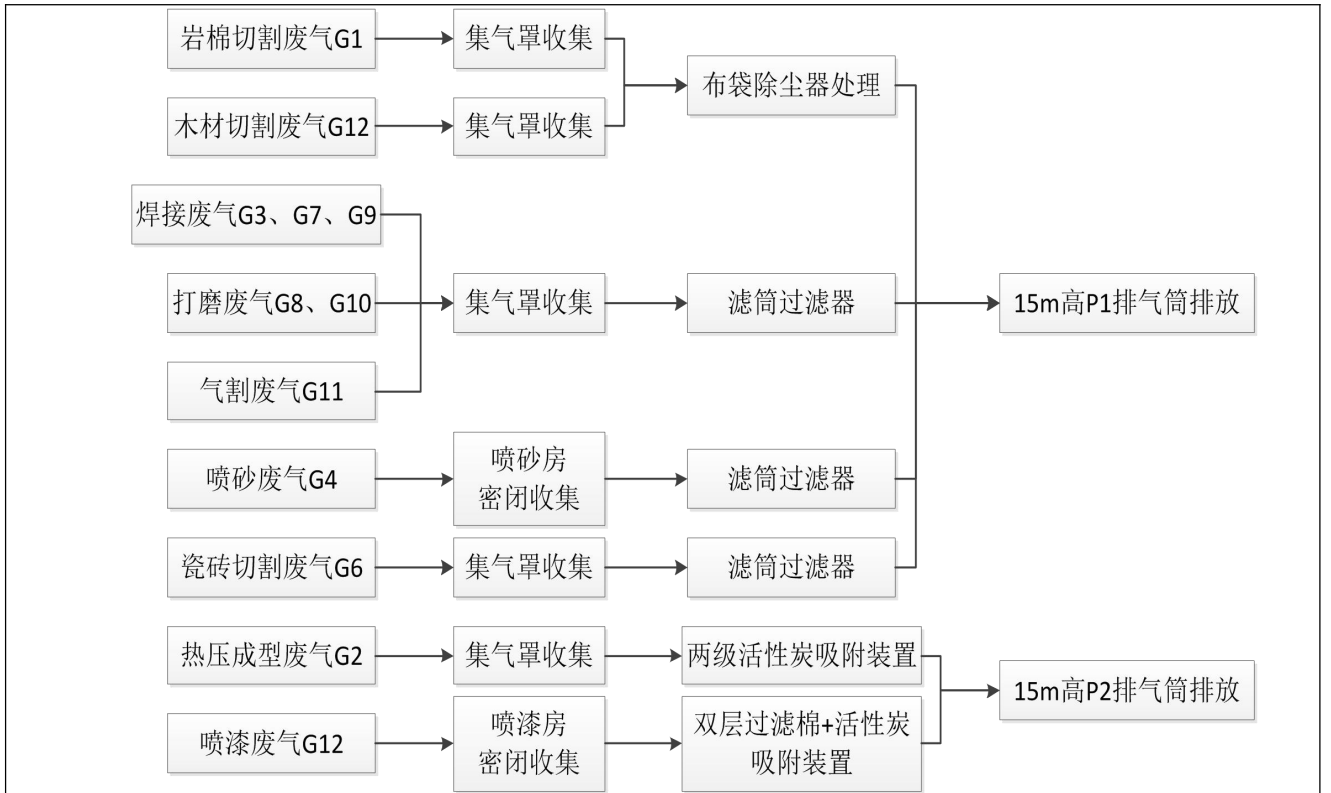 岩棉切割废气G1
集气罩收集
布袋除尘器处理
木材切割废气G12
集气罩收集
焊接废气G3、G7、G9
打磨废气G8、G10
集气罩收集
滤筒过滤器
15m高P1排气筒排放
气割废气G11
喷砂废气G4
喷砂房
密闭收集
滤筒过滤器
瓷砖切割废气G6
集气罩收集
滤筒过滤器
热压成型废气G2
集气罩收集
两级活性炭吸附装置
15m高P2排气筒排放
喷漆废气G12
喷漆房
密闭收集
双层过滤棉+活性炭
吸附装置